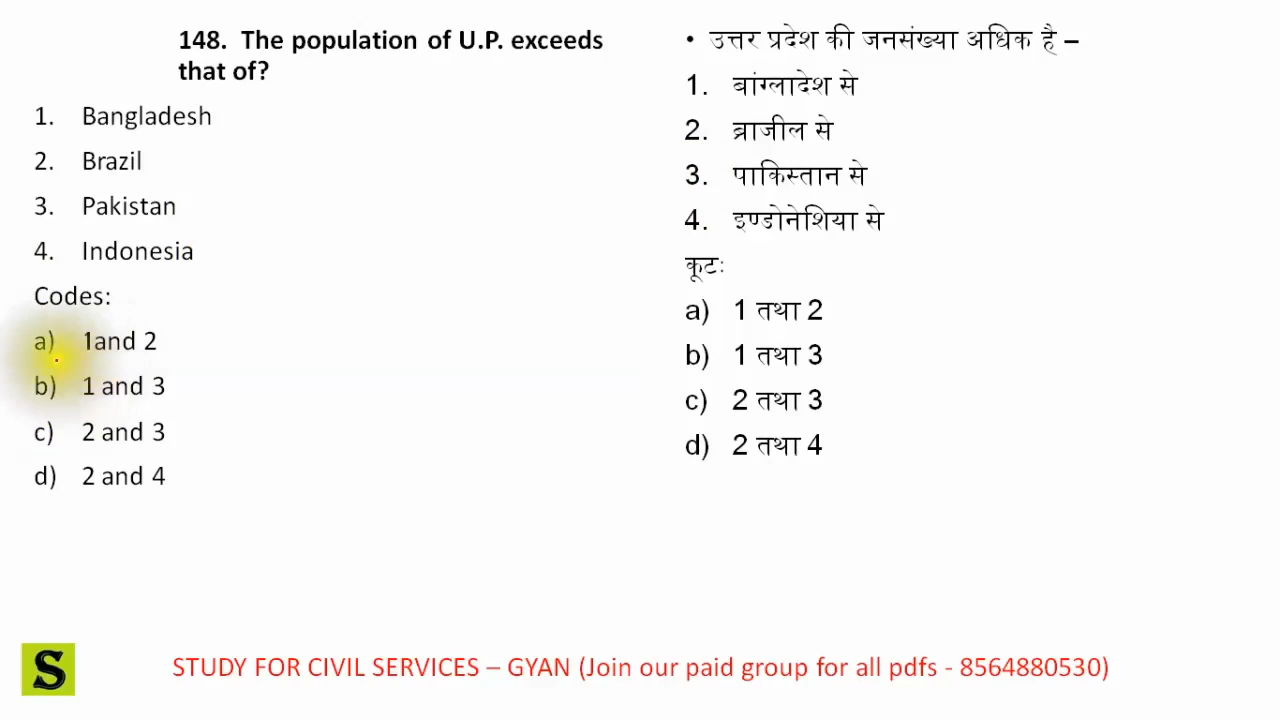 148. The population of U.P. exceeds
that of?
1. Bangladesh
2. Brazil
3. Pakistan
4. Indonesia
Codes:
a) 1and 2
b) 1 and 3
c) 2 and 3
d) 2 and 4
• उत्तर प्रदेश की जनसंख्या अधिक है –
1. बांग्लादेश से
2. ब्राजील से
3. पाकिस्तान से
4. इण्डोनेशिया से
कूटः
a) 1 तथा 2
b) 1 तथा 3
c) 2 तथा 3
d) 2 तथा 4
S
STUDY FOR CIVIL SERVICES – GYAN (Join our paid group for all pdfs - 8564880530)